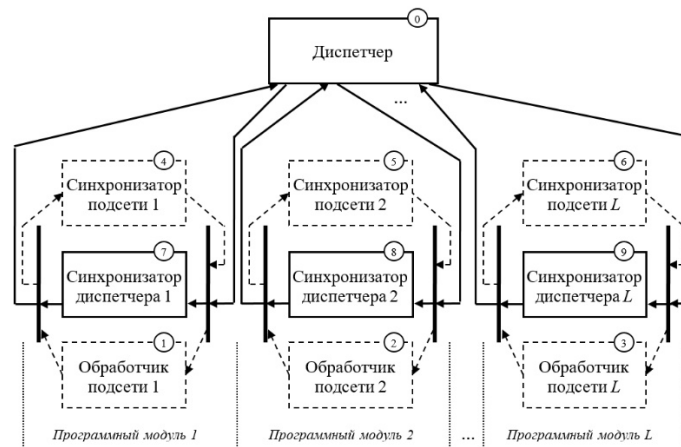 0
Диспетчер
...
4
5
6
Синхронизатор
подсети 1
Синхронизатор
подсети 2
Синхронизатор
подсети L
7
8
9
Синхронизатор
диспетчера 1
Синхронизатор
диспетчера 2
Синхронизатор
диспетчера L
1
2
3
Обработчик
подсети 1
Обработчик
подсети 2
Обработчик
подсети L
Программный модуль 1
Программный модуль 2
...
Программный модуль L